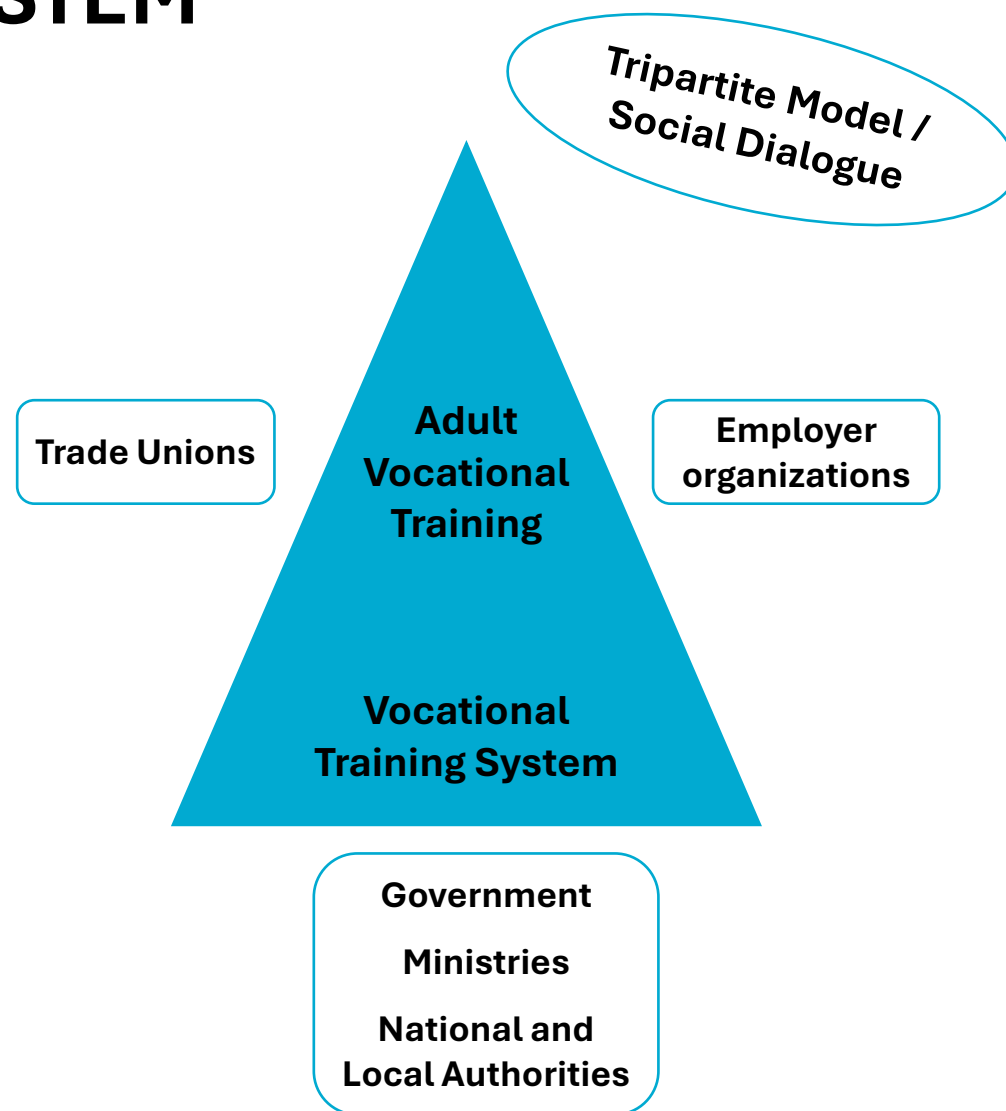 STEM
Tripartite Model /
Social Dialogue
Trade Unions
Adult
Vocational
Training
Employer
organizations
Vocational
Training System
Government
Ministries
National and
Local Authorities